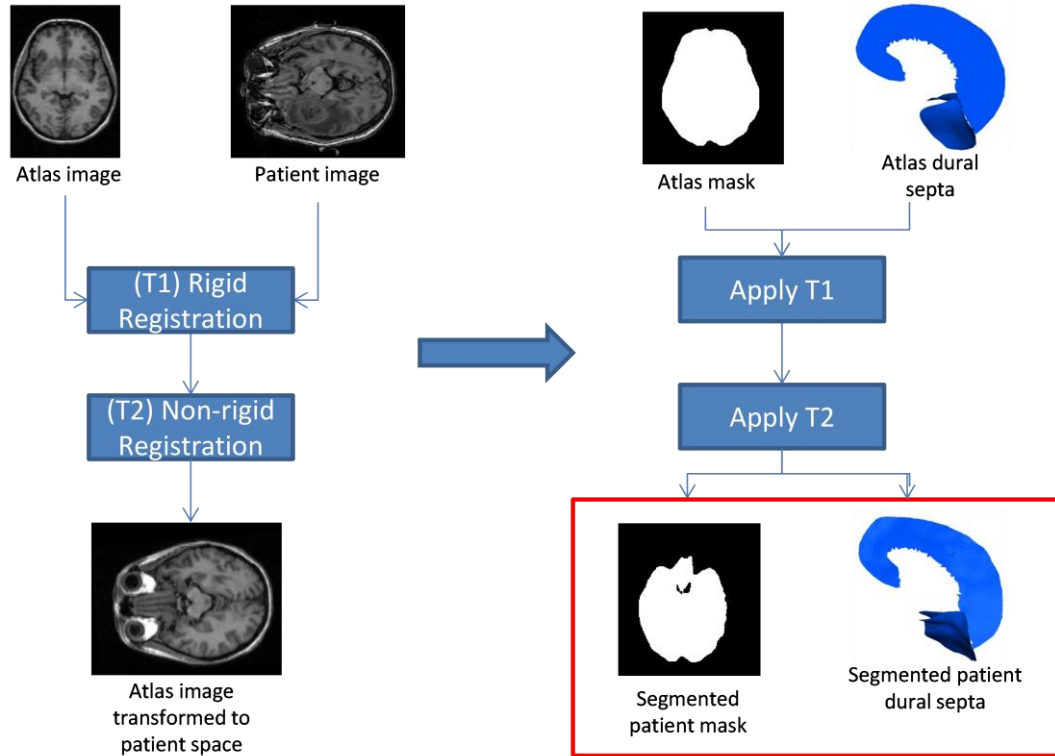 Atlas image
Patient image
(T1) Rigid
Registration
(T2) Non-rigid
Registration
Atlas image
transformed to
patient space
Atlas mask
Atlas dural
septa
Apply T1
Apply T2
Segmented
patient mask
Segmented patient
dural septa